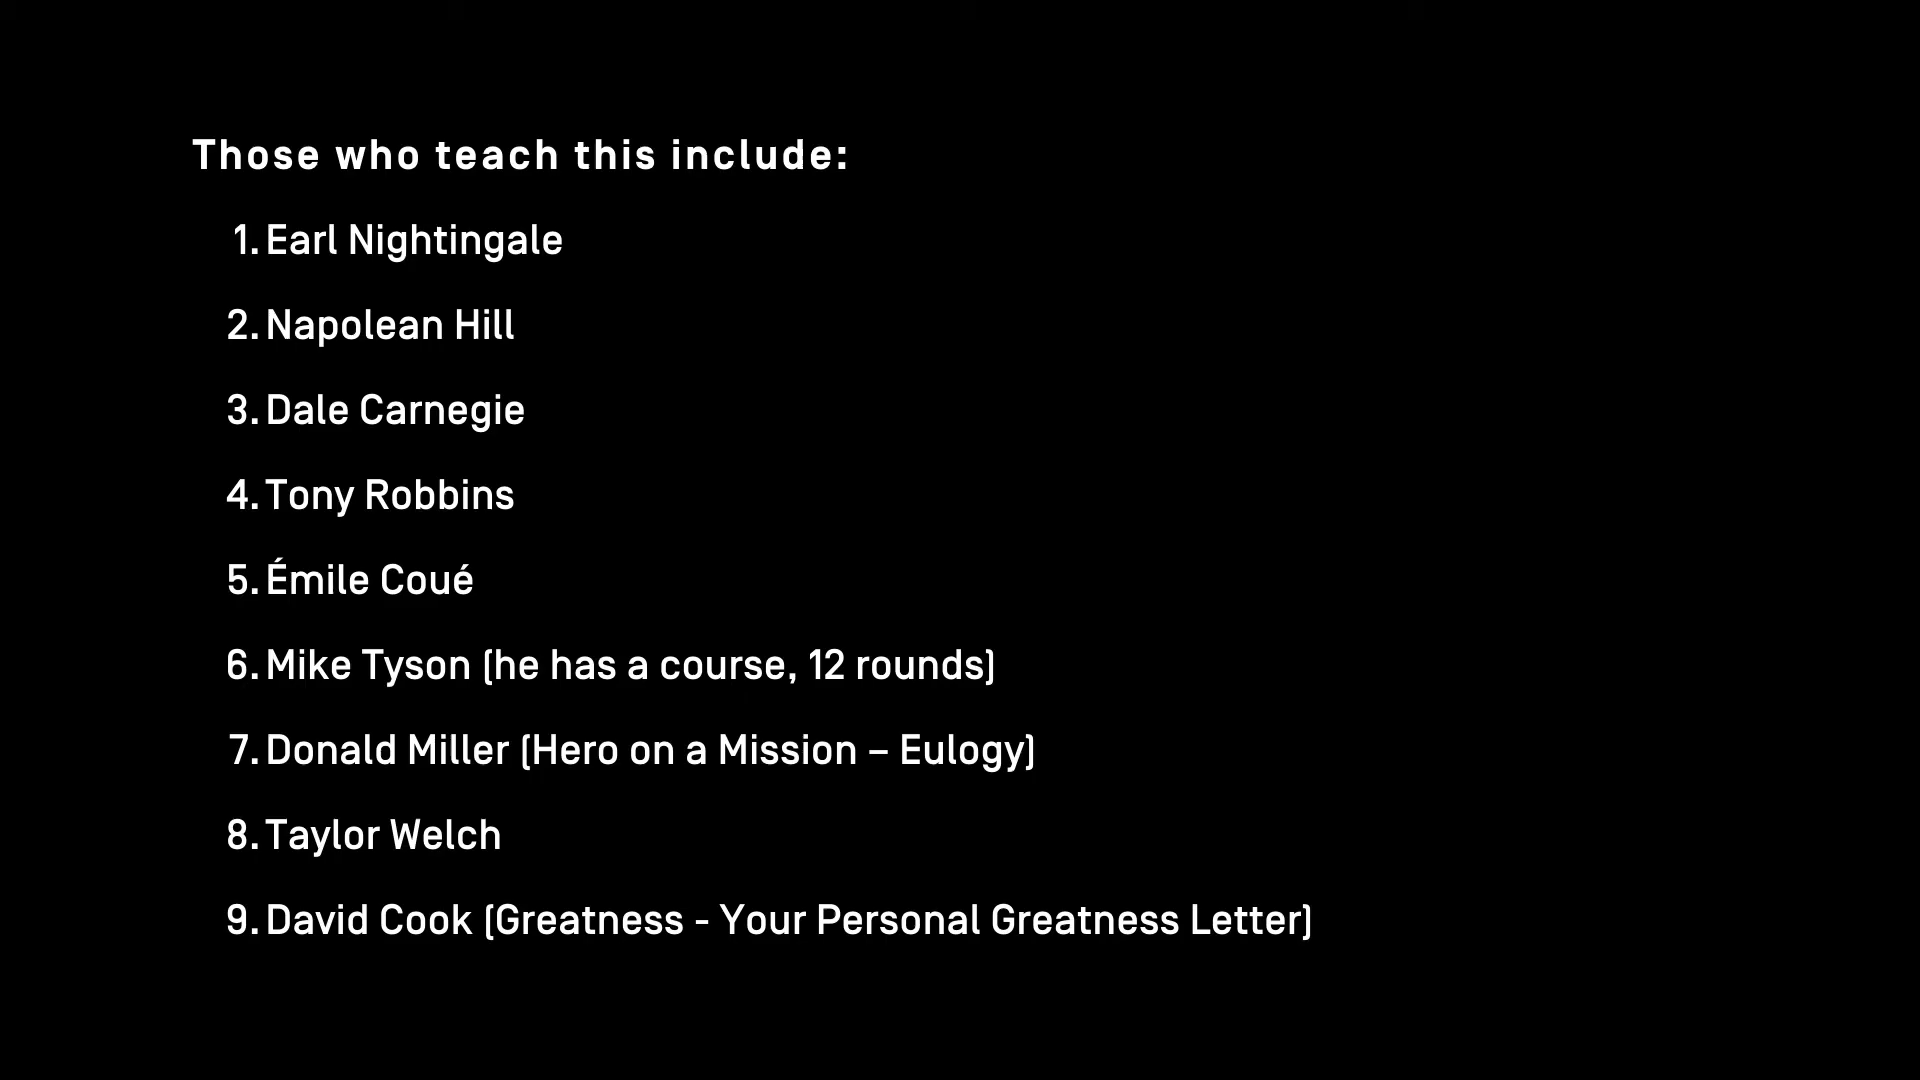 Those who teach this include:
1. Earl Nightingale
2. Napolean Hill
3. Dale Carnegie
4. Tony Robbins
5. Émile Coué
6. Mike Tyson (he has a course, 12 rounds)
7. Donald Miller (Hero on a Mission – Eulogy)
8. Taylor Welch
9. David Cook (Greatness - Your Personal Greatness Letter)